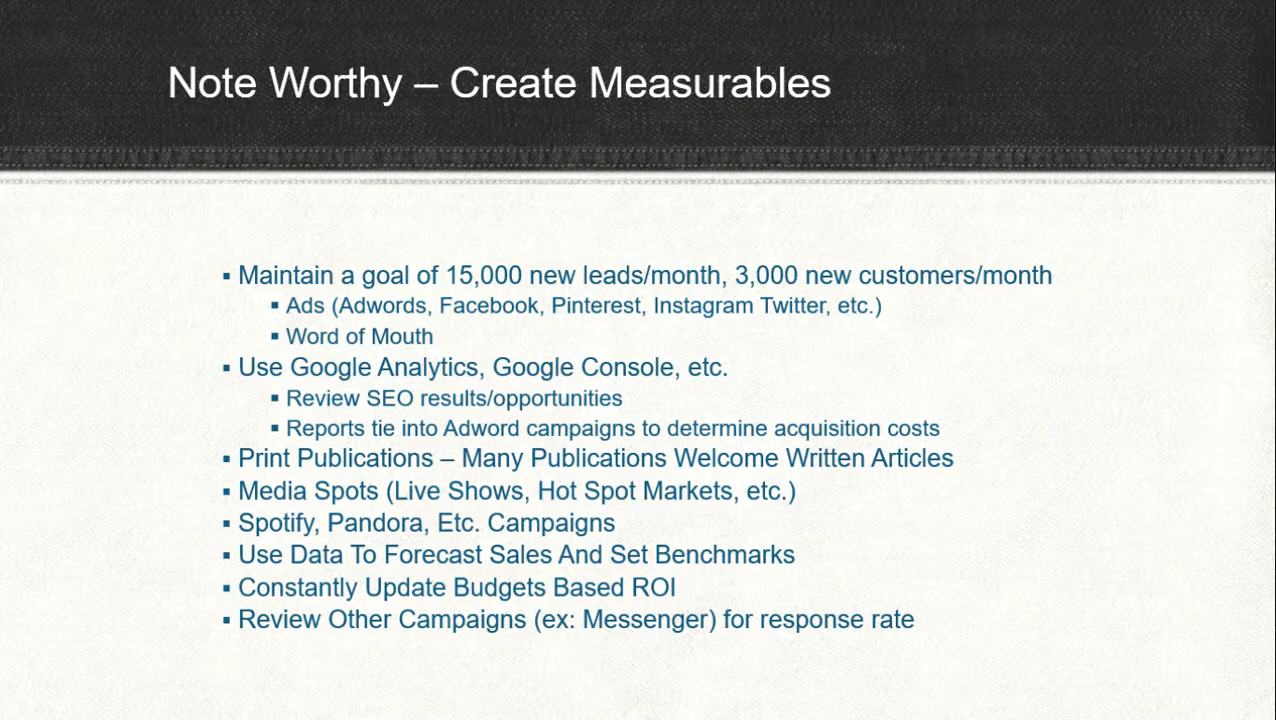 Note Worthy – Create Measurables
▪ Maintain a goal of 15,000 new leads/month, 3,000 new customers/month
▪ Ads (Adwords, Facebook, Pinterest, Instagram Twitter, etc.)
▪ Word of Mouth
▪ Use Google Analytics, Google Console, etc.
▪ Review SEO results/opportunities
▪ Reports tie into Adword campaigns to determine acquisition costs
▪ Print Publications – Many Publications Welcome Written Articles
▪ Media Spots (Live Shows, Hot Spot Markets, etc.)
▪ Spotify, Pandora, Etc. Campaigns
▪ Use Data To Forecast Sales And Set Benchmarks
▪ Constantly Update Budgets Based ROI
▪ Review Other Campaigns (ex: Messenger) for response rate